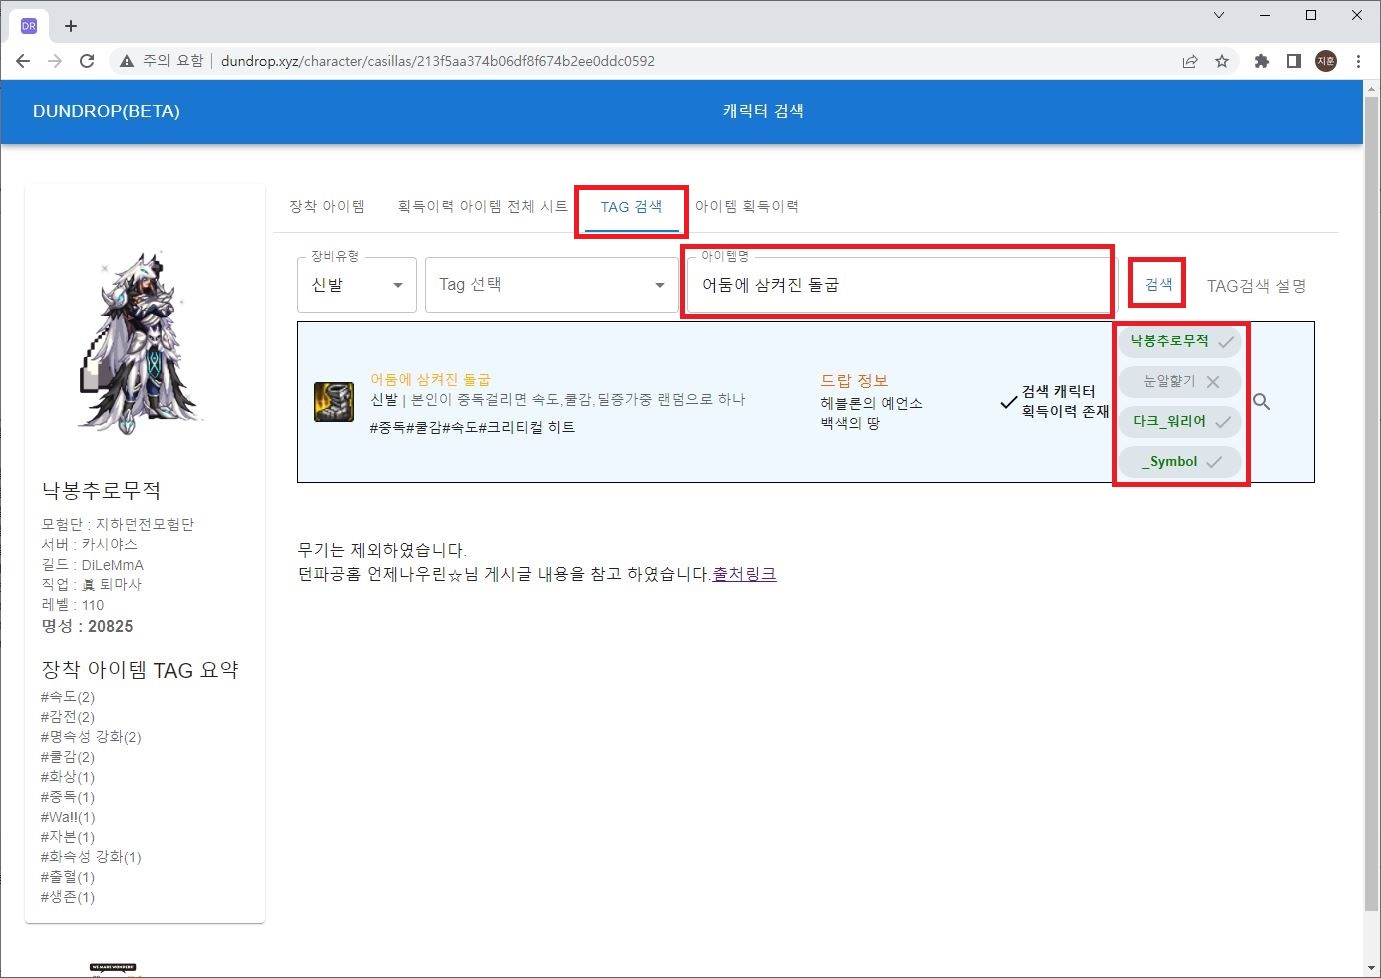 DR
주의 요함 | dundrop.xyz/character/casillas/213f5aa374b06df8f674b2ee0ddc0592
지훈
DUNDROP(BETA)
캐릭터 검색
장착 아이템
획득이력 아이템 전체 시트
TAG 검색
아이템 획득이력
장비유형
신발
Tag 선택
아이템명
어둠에 삼켜진 돌굽
검색
TAG검색 설명
어둠에 삼켜진 돌굽
신발 | 본인이 중독걸리면 속도,쿨감,딜증가중 랜덤으로 하나
#중독#쿨감#속도#크리티컬 히트
드랍 정보
헤블론의 예언소
백색의 땅
검색 캐릭터
획득이력 존재
낙봉추로무적
눈알핥기
다크_워리어
_Symbol
낙봉추로무적
모험단 : 지하던전모험단
서버 : 카시야스
길드 : DiLeMmA
직업 : 眞 퇴마사
레벨 : 110
명성 : 20825
장착 아이템 TAG 요약
#속도(2)
#감전(2)
#명속성 강화(2)
#쿨감(2)
#화상(1)
#중독(1)
#Wa!!(1)
#자본(1)
#화속성 강화(1)
#출혈(1)
#생존(1)
무기는 제외하였습니다.
던파공홈 언제나우린☆님 게시글 내용을 참고 하였습니다.출처링크
WE MAKE WONDERS!